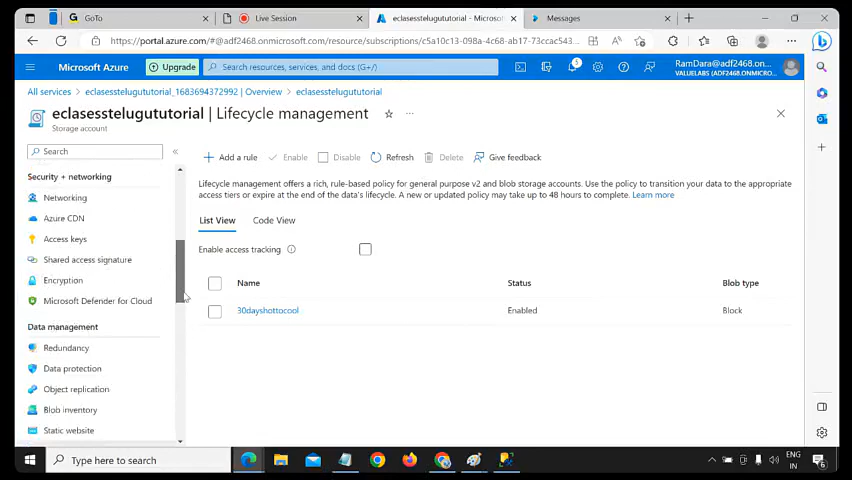 GoTo
Live Session
eclasesstelugututorial - Microsof
Messages
https://portal.azure.com/#@adf2468.onmicrosoft.com/resource/subscriptions/c5a10c13-098a-4c68-ab17-73ccac543...
Microsoft Azure
Upgrade
Search resources, services, and docs (G+/)
5
RamDara@adf2468.on...
VALUELABS (ADF2468.ONMICRO...
All services > eclasesstelugututorial_1683694372992 | Overview > eclasesstelugututorial
eclasesstelugututorial | Lifecycle management
Storage account
Search
Add a rule
Enable
Disable
Refresh
Delete
Give feedback
Lifecycle management offers a rich, rule-based policy for general purpose v2 and blob storage accounts. Use the policy to transition your data to the appropriate
access tiers or expire at the end of the data's lifecycle. A new or updated policy may take up to 48 hours to complete. Learn more
List View
Code View
Enable access tracking
Name
Status
Blob type
30dayshottocool
Enabled
Block
Security + networking
Networking
Azure CDN
Access keys
Shared access signature
Encryption
Microsoft Defender for Cloud
Data management
Redundancy
Data protection
Object replication
Blob inventory
Static website
Type here to search
ENG
IN
6